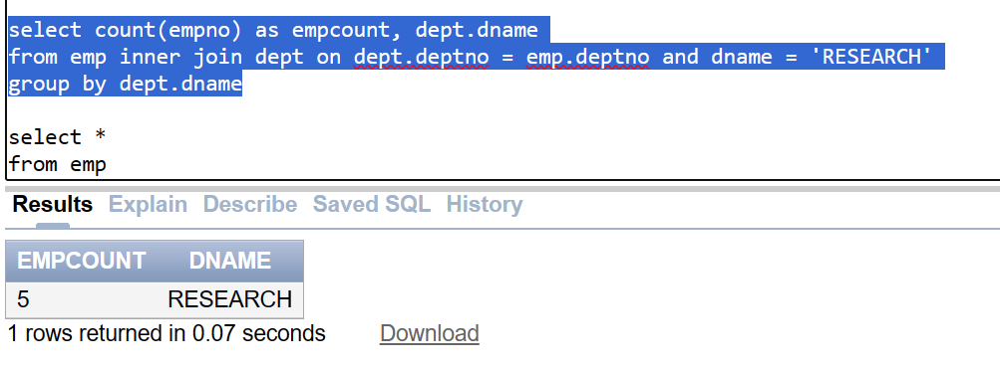 select count(empno) as empcount, dept.dname
from emp inner join dept on dept.deptno = emp.deptno and dname = 'RESEARCH'
group by dept.dname
select *
from emp
Results Explain Describe Saved SQL History
EMPCOUNT DNAME
5 RESEARCH
1 rows returned in 0.07 seconds Download